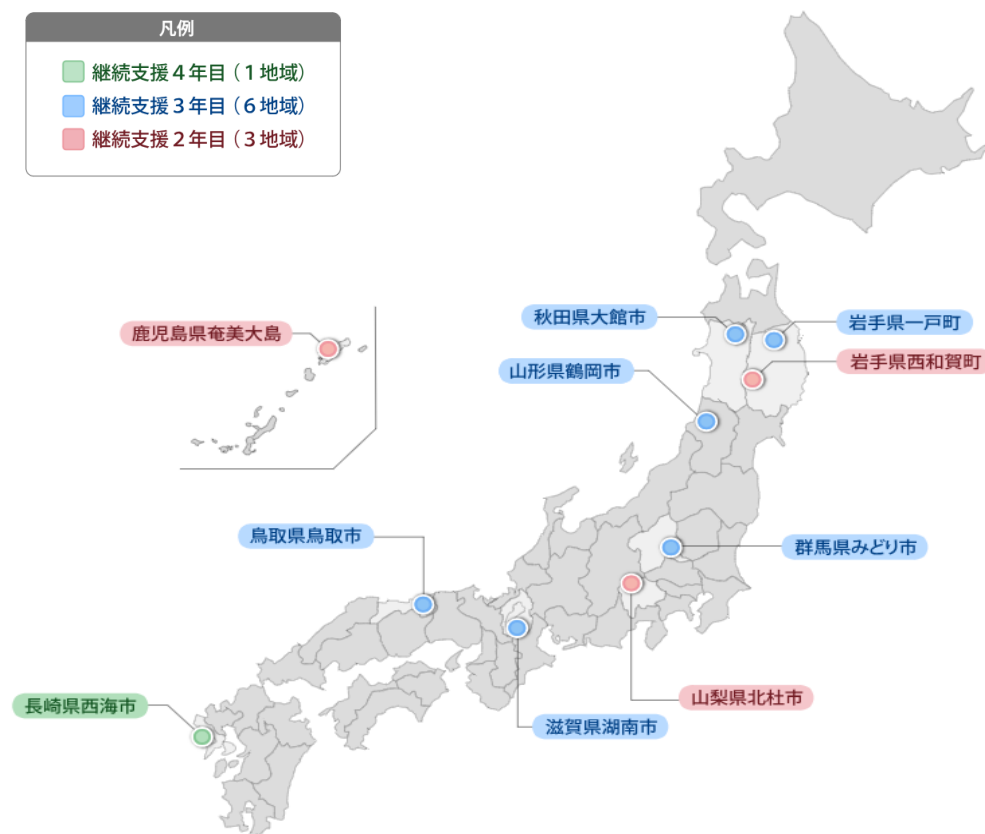 凡例
継続支援4年目(1地域)
継続支援3年目(6地域)
継続支援2年目(3地域)
秋田県大館市
岩手県一戸町
鹿児島県奄美大島
岩手県西和賀町
山形県鶴岡市
鳥取県鳥取市
群馬県みどり市
山梨県北杜市
長崎県西海市
滋賀県湖南市